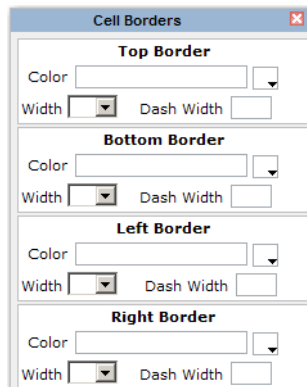 Cell Borders
Top Border
Color
Width Dash Width
Bottom Border
Color
Width Dash Width
Left Border
Color
Width Dash Width
Right Border
Color
Width Dash Width